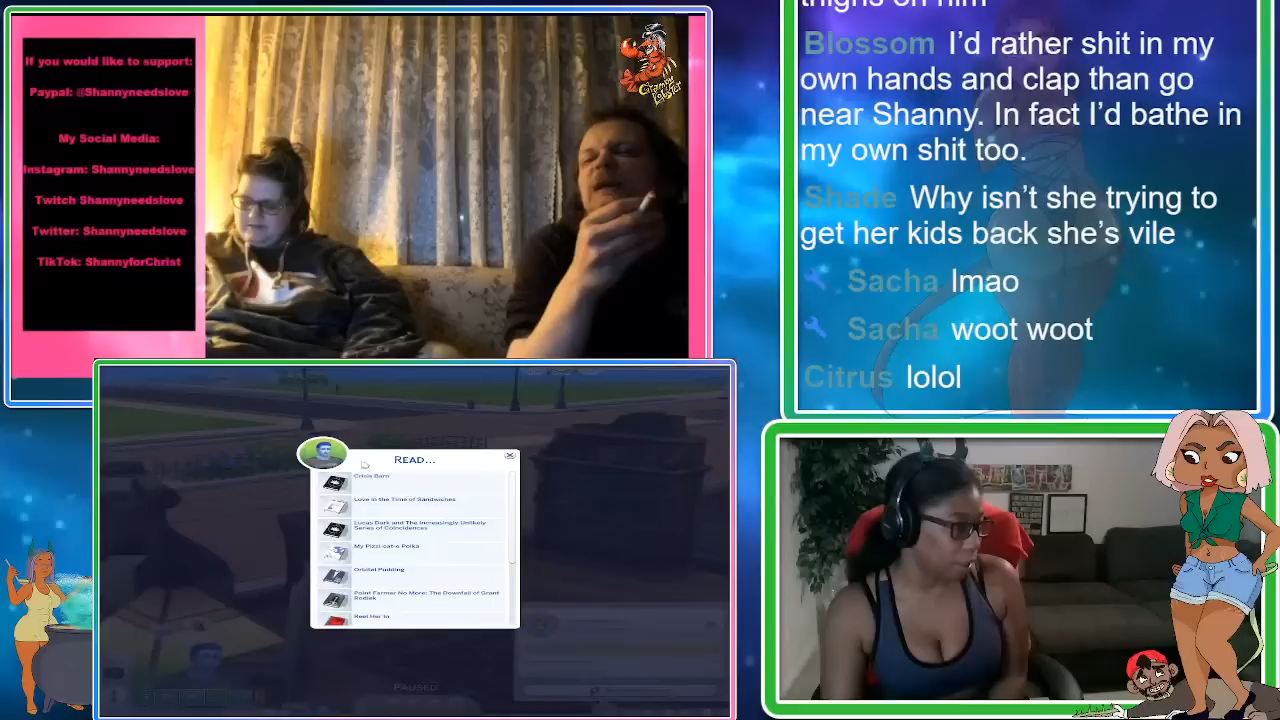 If you would like to support:
Paypal: @Shannyneedslove
My Social Media:
Instagram: Shannyneedslove
Twitch Shannyneedslove
Twitter: Shannyneedslove
TikTok: ShannyforChrist
Cramp
Lobster
thighs on him
Blossom I'd rather shit in my
own hands and clap than go
near Shanny. In fact I'd bathe in
my own shit too.
Shade Why isn't she trying to
get her kids back she's vile
Sacha lmao
Sacha woot woot
Citrus lolol
READ...
Crisis Barn
Love in the Time of Sandwiches
Lucas Dark and The Increasingly Unlikely
Series of Coincidences
My Pizzi-cat-o Polka
Orbital Pudding
Point Farmer No More: The Downfall of Grant
Rodiek
Reel Her In
PAUSED